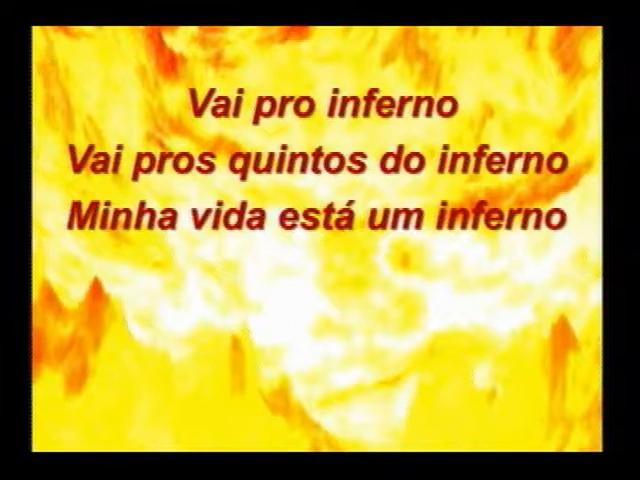 Vai pro inferno
Vai pros quintos do inferno
Minha vida está um inferno